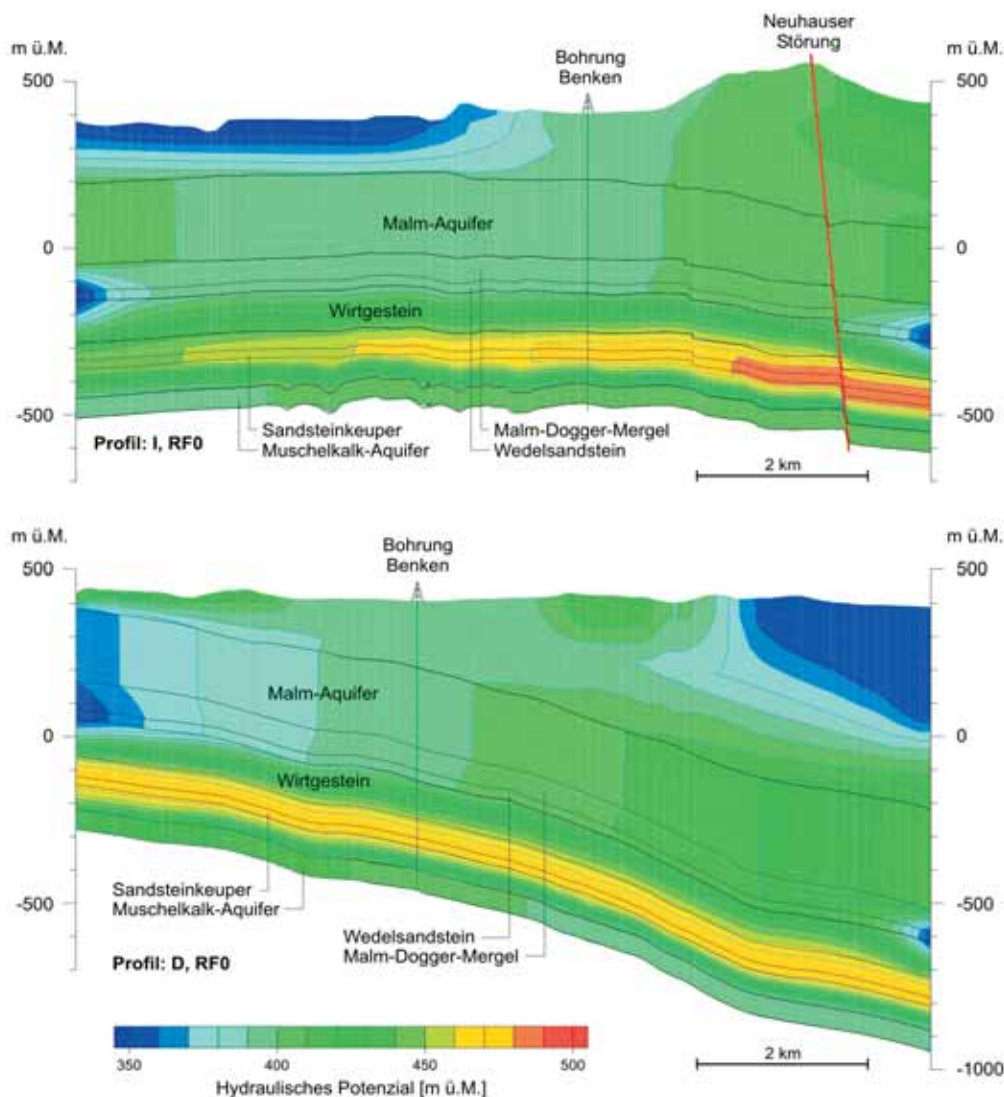 Neuhauser
Störung
m ü.M.
Bohrung
Benken
m ü.M.
500
500
Malm-Aquifer
0
0
Wirtgestein
-500
-500
Sandsteinkeuper
Muschelkalk-Aquifer
Malm-Dogger-Mergel
Wedelsandstein
Profil: I, RF0
2 km
m ü.M.
Bohrung
Benken
m ü.M.
500
500
Malm-Aquifer
0
0
Wirtgestein
Sandsteinkeuper
Muschelkalk-Aquifer
-500
-500
Wedelsandstein
Malm-Dogger-Mergel
Profil: D, RF0
350 400 450 500
Hydraulisches Potenzial [m ü.M.]
2 km
-1000